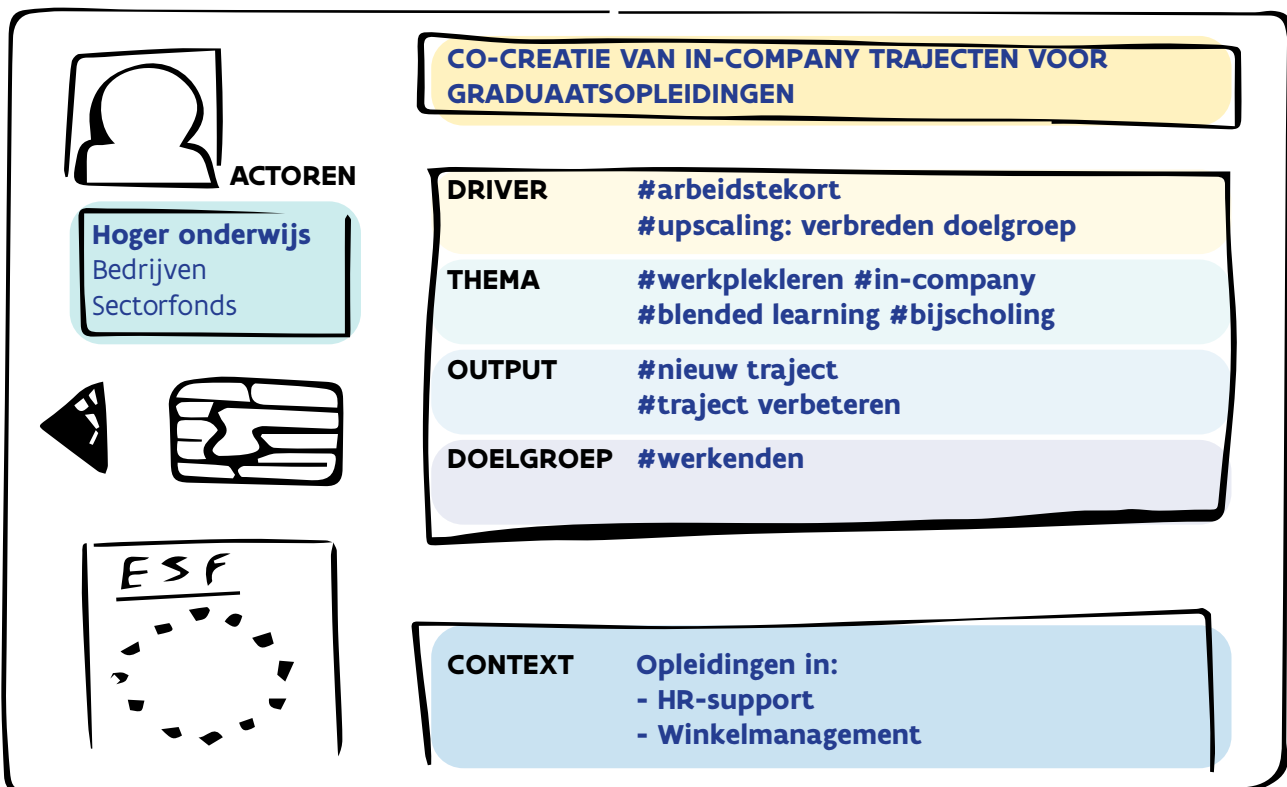 CO-CREATIE VAN IN-COMPANY TRAJECTEN VOOR
GRADUAATSOPLEIDINGEN
ACTOREN
Hoger onderwijs
Bedrijven
Sectorfonds
DRIVER #arbeidstekort
#upscaling: verbreden doelgroep
THEMA #werkplekleren #in-company
#blended learning #bijscholing
OUTPUT #nieuw traject
#traject verbeteren
DOELGROEP #werkenden
ESF
CONTEXT Opleidingen in:
- HR-support
- Winkelmanagement